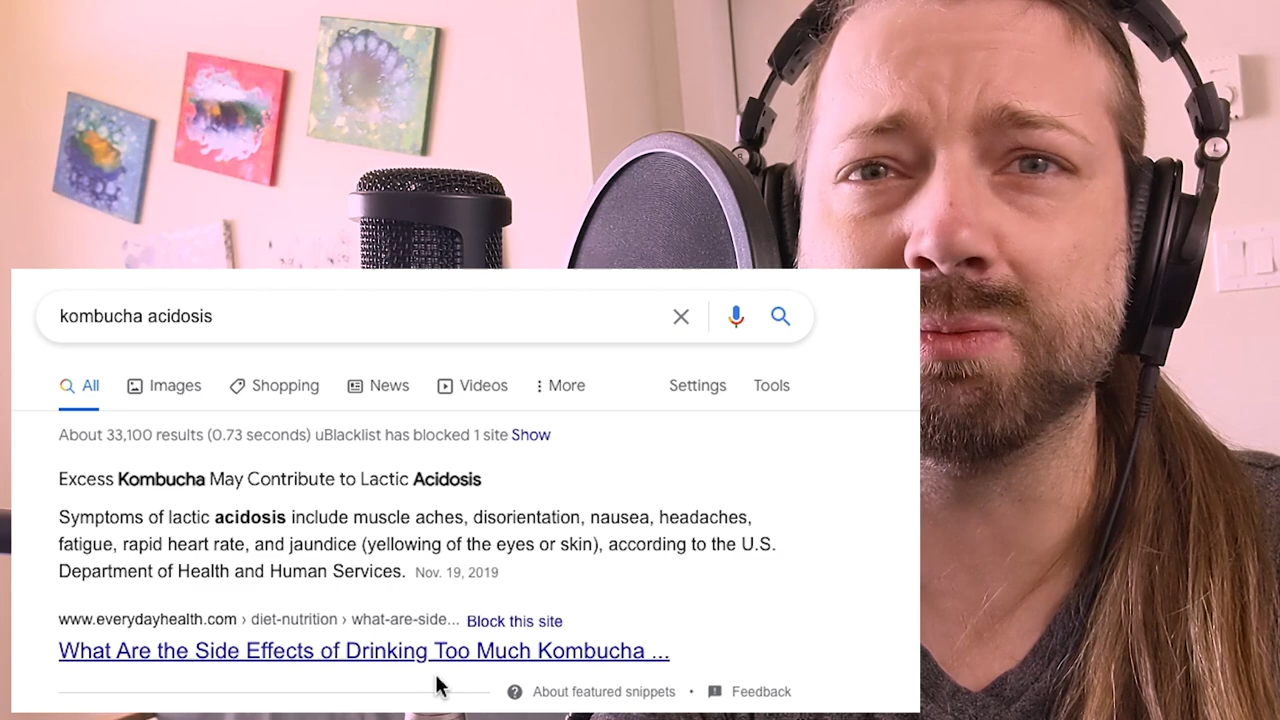 kombucha acidosis
All Images Shopping News Videos More Settings Tools
About 33,100 results (0.73 seconds) uBlacklist has blocked 1 site Show
Excess Kombucha May Contribute to Lactic Acidosis
Symptoms of lactic acidosis include muscle aches, disorientation, nausea, headaches,
fatigue, rapid heart rate, and jaundice (yellowing of the eyes or skin), according to the U.S.
Department of Health and Human Services. Nov. 19, 2019
www.everydayhealth.com › diet-nutrition › what-are-side... Block this site
What Are the Side Effects of Drinking Too Much Kombucha ...
About featured snippets • Feedback